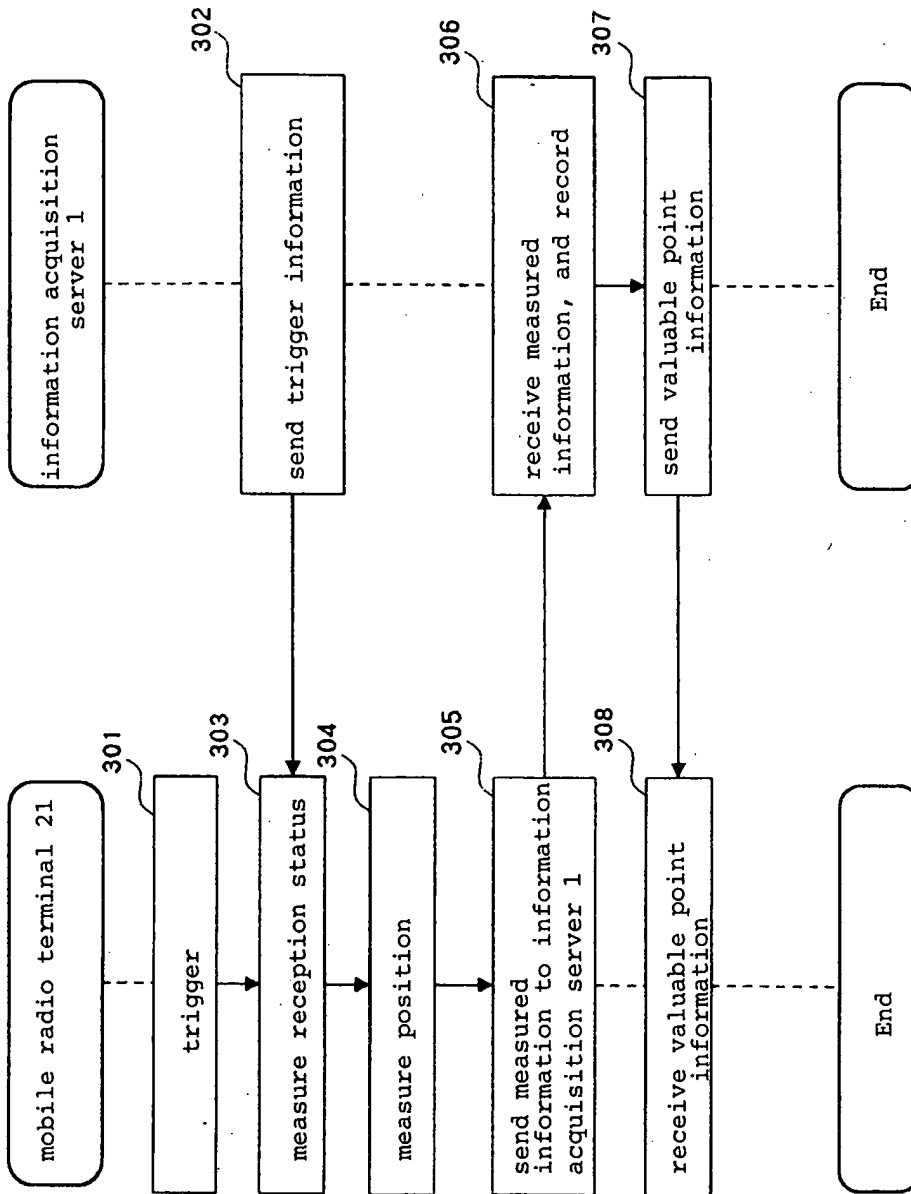 mobile radio terminal 21
301
trigger
303
measure reception status
304
measure position
305
send measured
information to information
acquisition server 1
308
receive valuable point
information
End
information acquisition
server 1
302
send trigger information
306
receive measured
information, and record
307
send valuable point
information
End